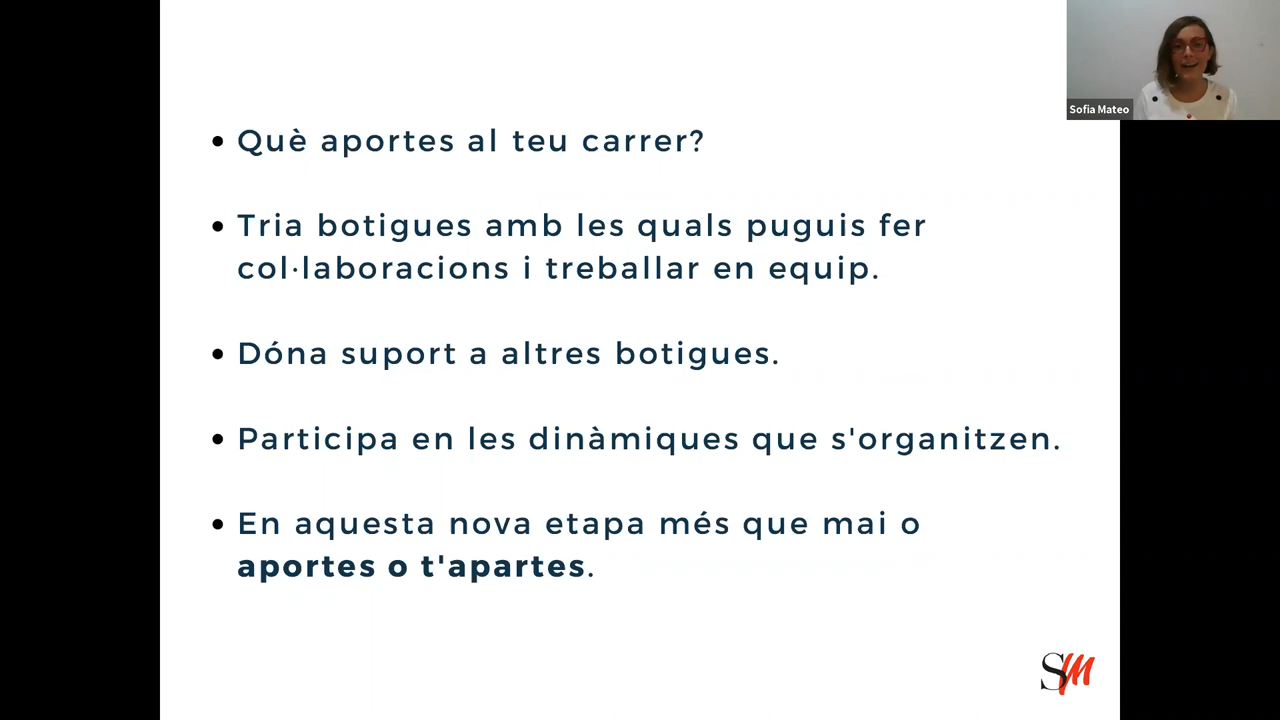 Sofia Mateo
• Què aportes al teu carrer?
• Tria botigues amb les quals puguis fer
col·laboracions i treballar en equip.
• Dóna suport a altres botigues.
• Participa en les dinàmiques que s'organitzen.
• En aquesta nova etapa més que mai o
aportes o t'apartes.
SM